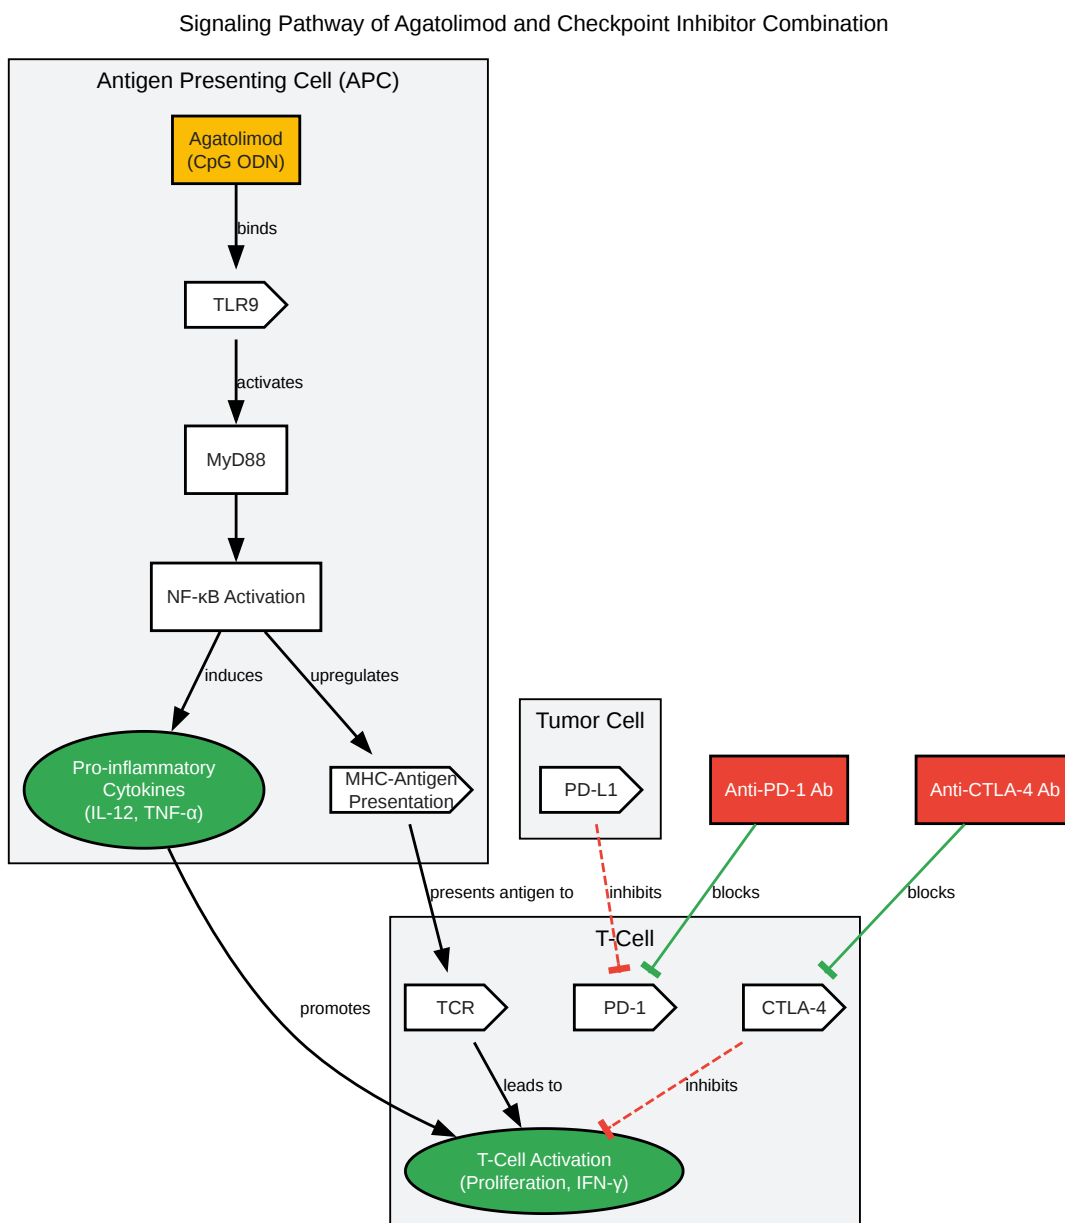 Signaling Pathway of Agatolimod and Checkpoint Inhibitor Combination
Antigen Presenting Cell (APC)
Agatolimod
(CpG ODN)
binds
TLR9
activates
MyD88
NF-κB Activation
induces
upregulates
Pro-inflammatory
Cytokines
(IL-12, TNF-α)
MHC-Antigen
Presentation
Tumor Cell
PD-L1
Anti-PD-1 Ab
Anti-CTLA-4 Ab
presents antigen to
inhibits
blocks
blocks
T-Cell
promotes
TCR
PD-1
CTLA-4
leads to
inhibits
T-Cell Activation
(Proliferation, IFN-γ)